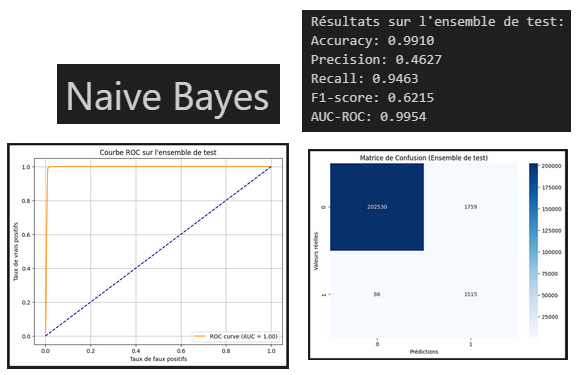 Naive Bayes
Résultats sur l'ensemble de test:
Accuracy: 0.9910
Precision: 0.4627
Recall: 0.9463
F1-score: 0.6215
AUC-ROC: 0.9954
Courbe ROC sur l'ensemble de test
Taux de vrais positifs
1.0
0.8
0.6
0.4
0.2
0.0
0.0 0.2 0.4 0.6 0.8 1.0
Taux de faux positifs
ROC curve (AUC = 1.00)
Matrice de Confusion (Ensemble de test)
Valeurs réelles
0
1
202530 1759
86 1515
0 1
Prédictions
200000
175000
150000
125000
100000
75000
50000
25000